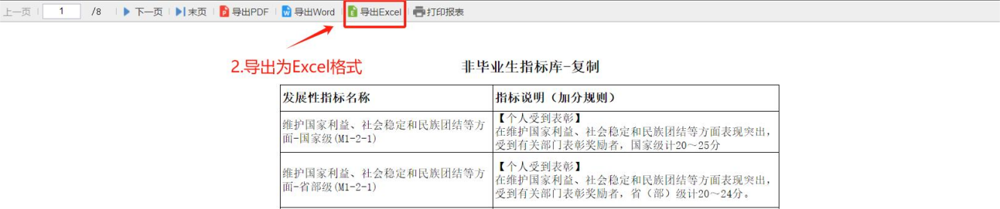 上一页 1 /8 下一页 末页 导出PDF 导出Word 导出Excel 打印报表
2.导出为Excel格式
非毕业生指标库-复制
发展性指标名称 指标说明（加分规则）
维护国家利益、社会稳定和民族团结等方
面-国家级(M1-2-1)
【个人受到表彰】
在维护国家利益、社会稳定和民族团结等方面表现突出，
受到有关部门表彰奖励者，国家级计20～25分
维护国家利益、社会稳定和民族团结等方
面-省部级(M1-2-1)
【个人受到表彰】
在维护国家利益、社会稳定和民族团结等方面表现突出，
受到有关部门表彰奖励者，省（部）级计20～24分。